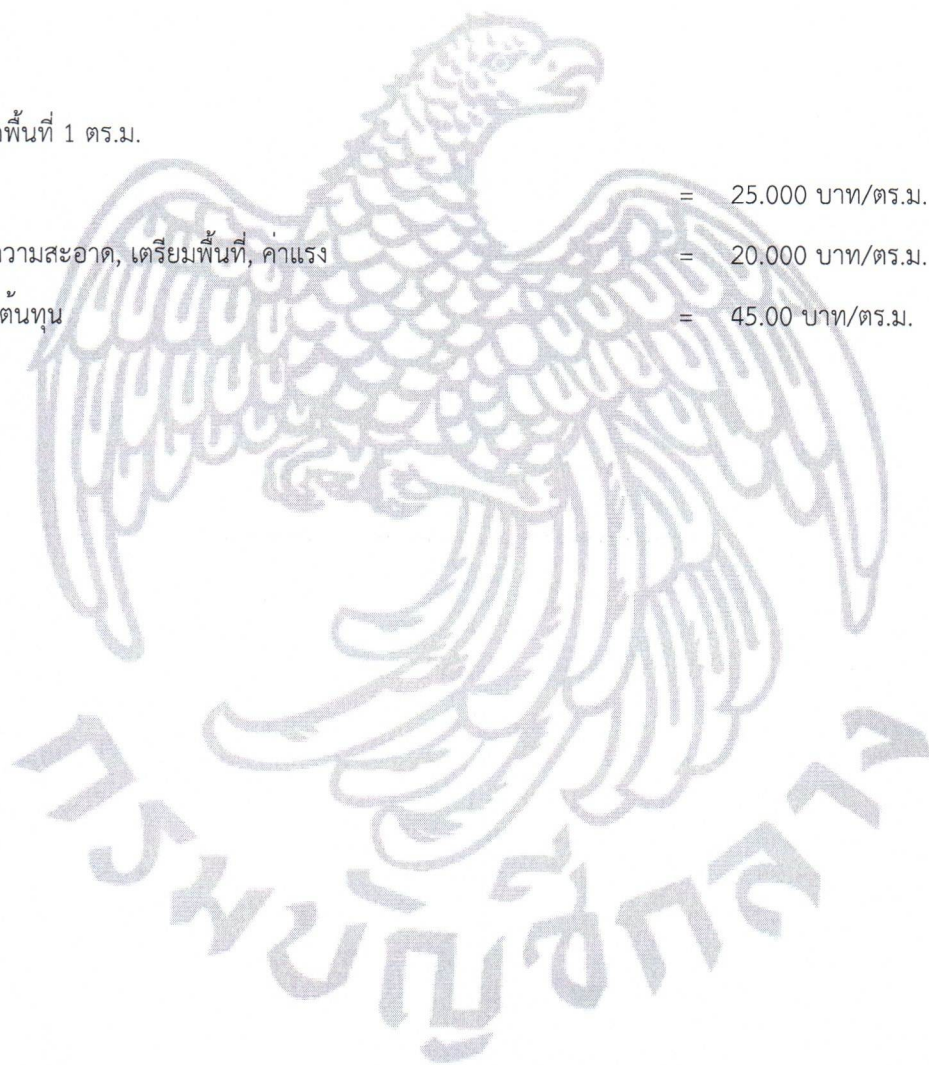 พื้นที่ 1 ตร.ม.
= 25.000 บาท/ตร.ม.
ความสะอาด, เตรียมพื้นที่, ค่าแรง = 20.000 บาท/ตร.ม.
ต้นทุน = 45.00 บาท/ตร.ม.
กรมบัญชีกลาง